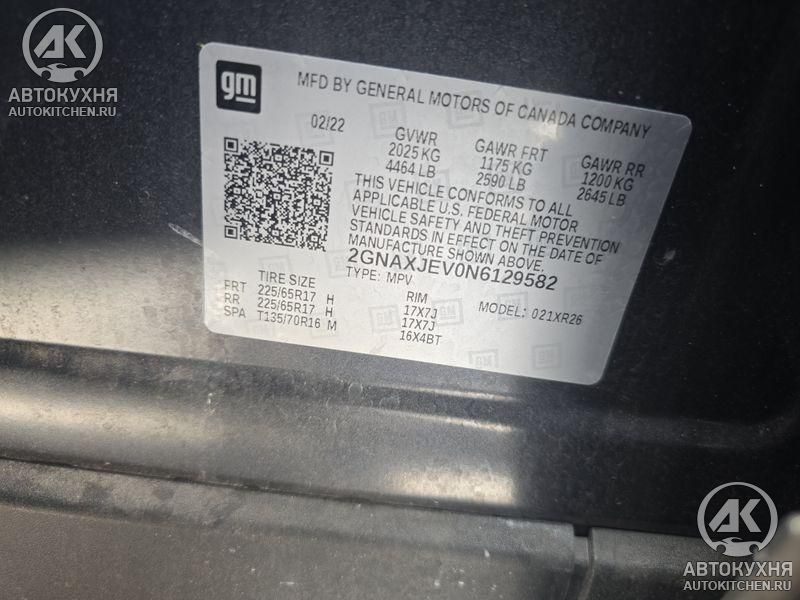 АК
АВТОКУХНЯ
AUTOKITCHEN.RU
gm
MFD BY GENERAL MOTORS OF CANADA COMPANY
02/22
GVWR GAWR FRT GAWR RR
2025 KG 1175 KG 1200 KG
4464 LB 2590 LB 2645 LB
THIS VEHICLE CONFORMS TO ALL
APPLICABLE U.S. FEDERAL MOTOR
VEHICLE SAFETY AND THEFT PREVENTION
STANDARDS IN EFFECT ON THE DATE OF
MANUFACTURE SHOWN ABOVE.
2GNAXJEV0N6129582
TYPE: MPV
TIRE SIZE RIM MODEL: 021XR26
FRT 225/65R17 H 17X7J
RR 225/65R17 H 17X7J
SPA T135/70R16 M 16X4BT
АК
АВТОКУХНЯ
AUTOKITCHEN.RU